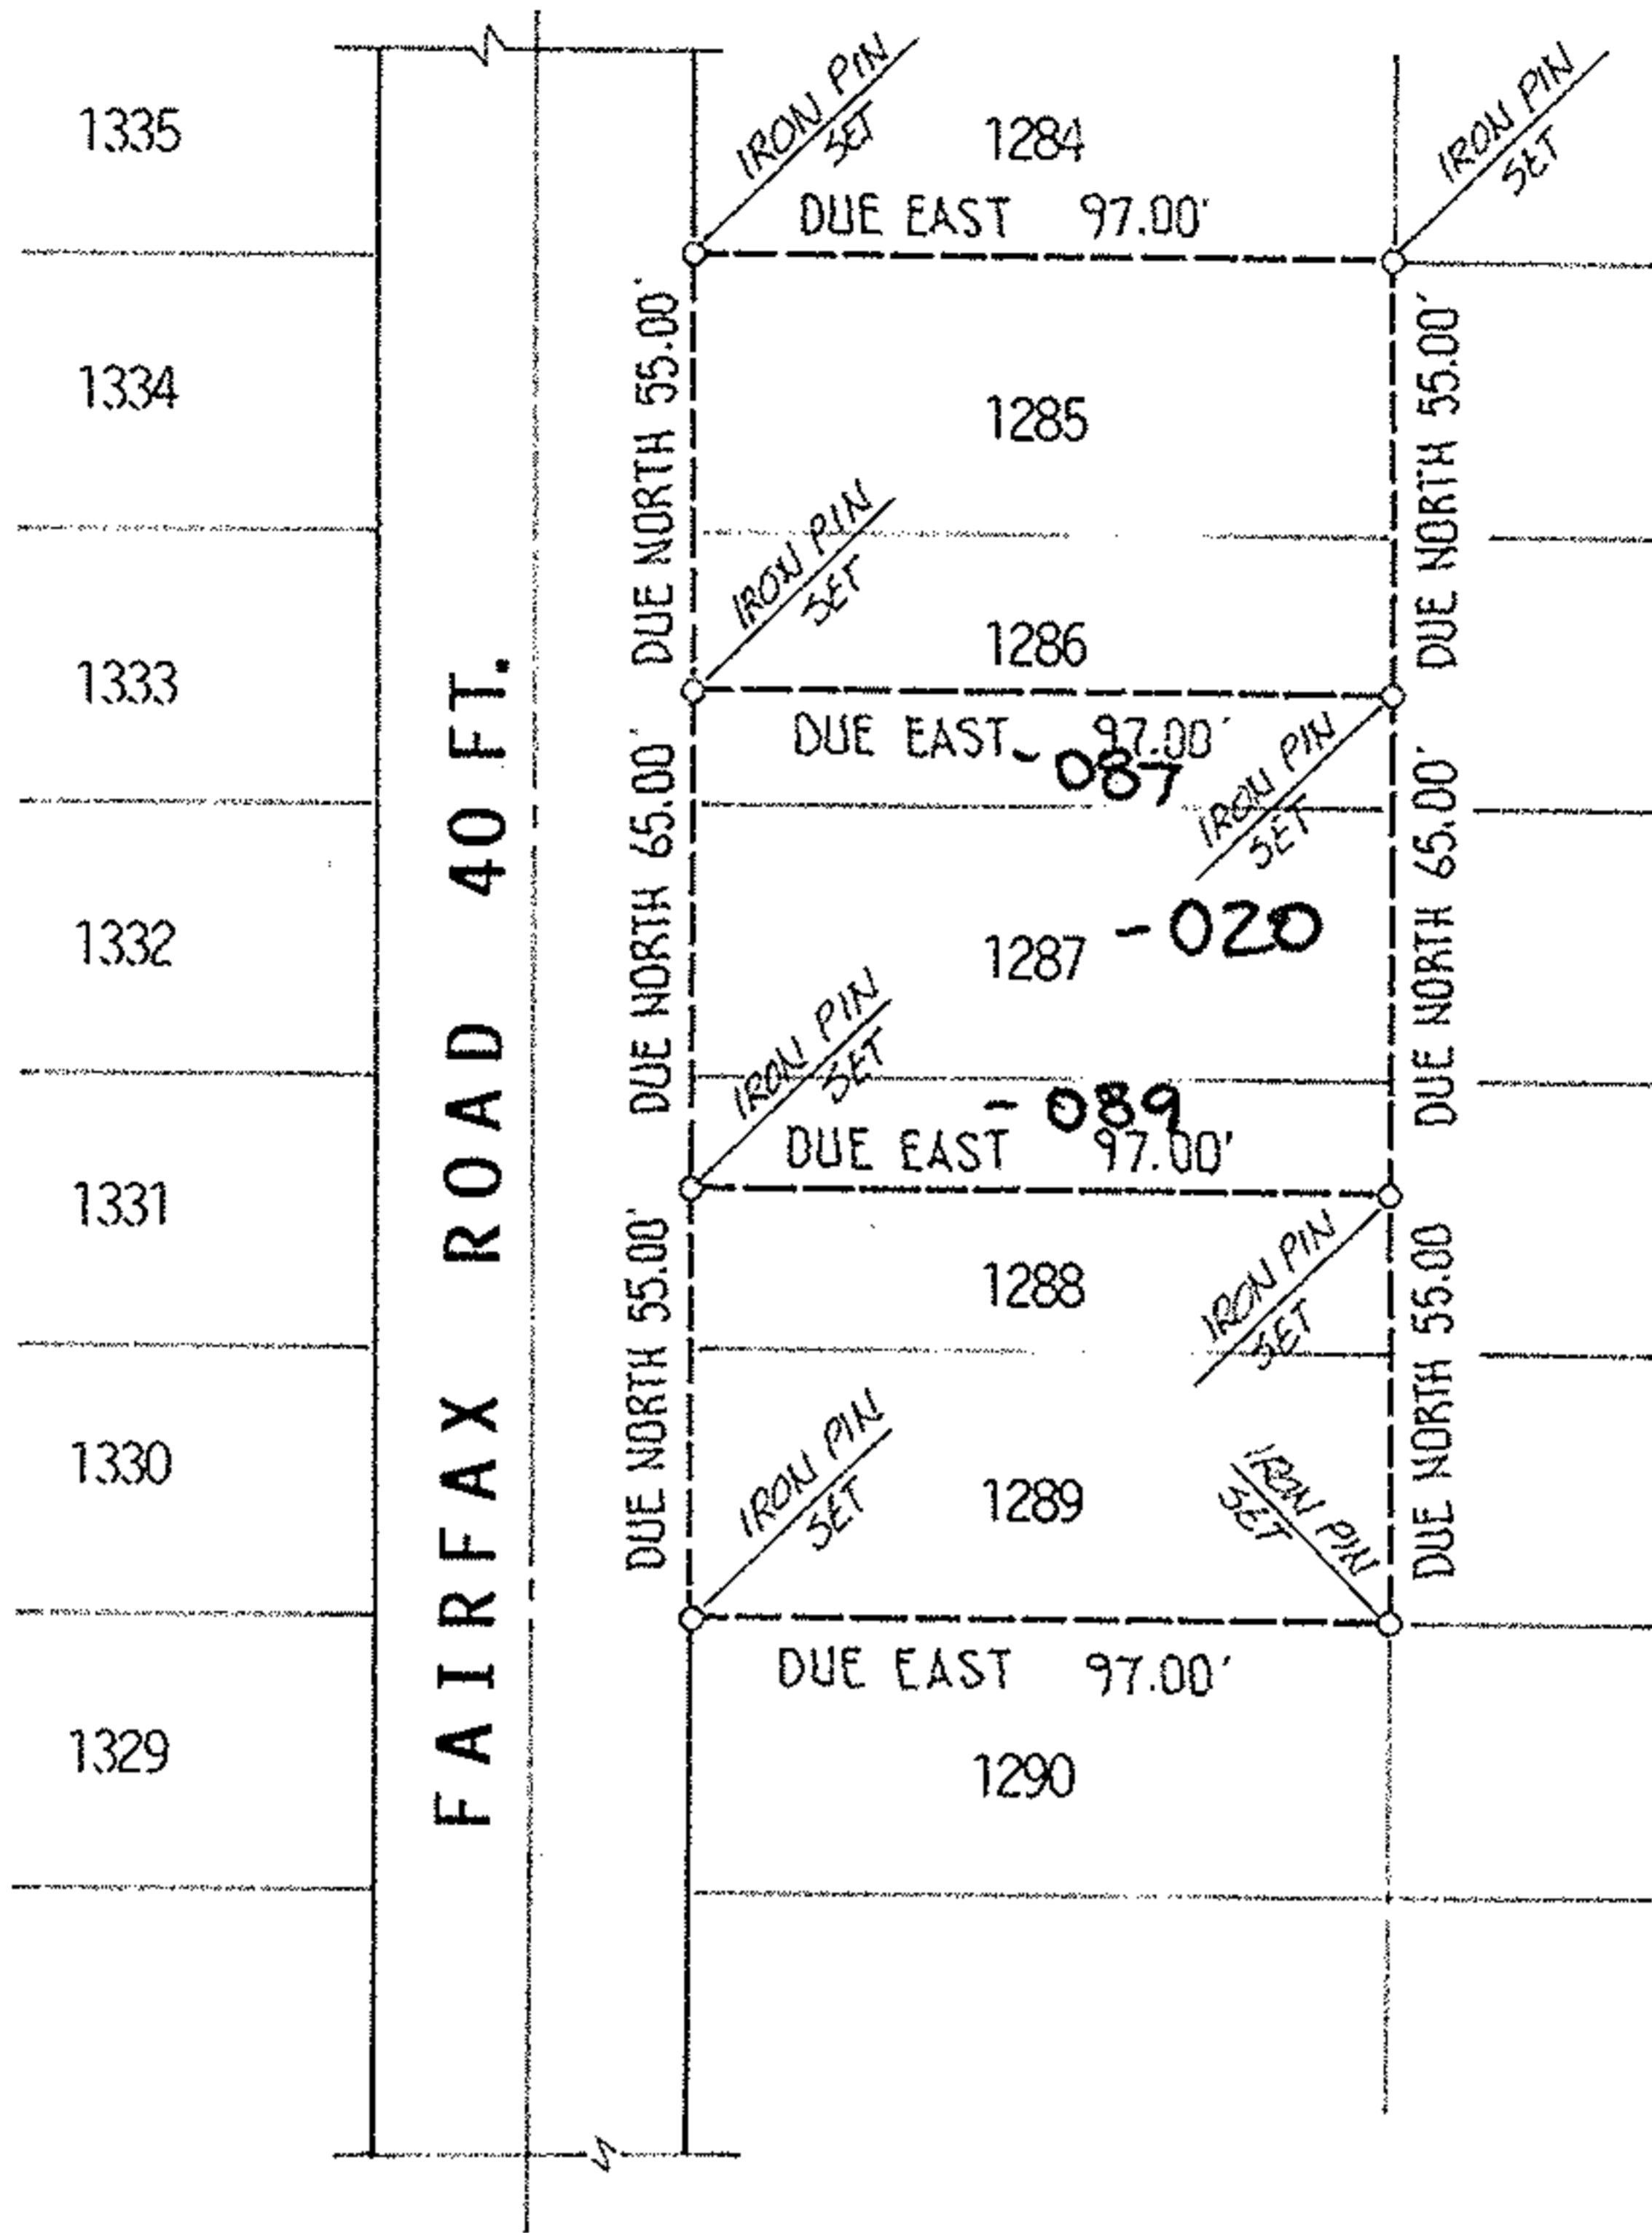 1335
IRON PIN
SET
1284
IRON PIN
SET
DUE EAST 97.00'
1334
DUE NORTH 55.00'
1285
DUE NORTH 55.00'
IRON PIN
SET
1333
1286
DUE EAST 97.00'
-087
IRON PIN
SET
DUE NORTH 65.00'
DUE NORTH 65.00'
1332
1287 -020
IRON PIN
SET
-089
DUE EAST 97.00'
1331
FAIRFAX ROAD 40 FT.
DUE NORTH 55.00'
1288
IRON PIN
SET
DUE NORTH 55.00
1330
IRON PIN
SET
1289
IRON PIN
SET
DUE EAST 97.00'
1329
1290